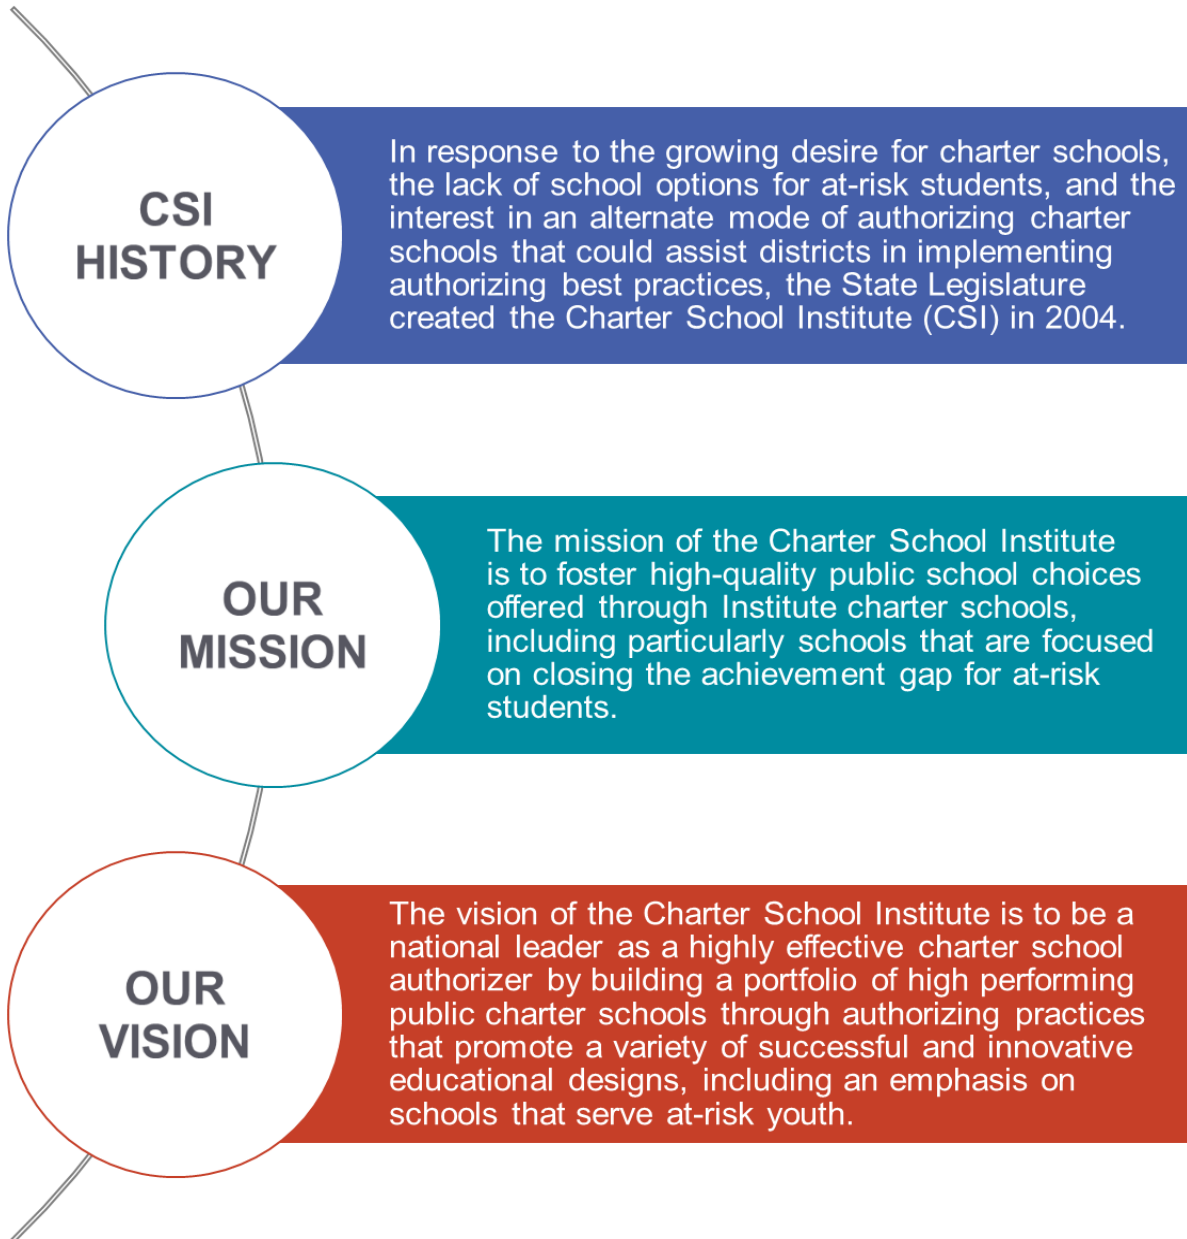 CSI
HISTORY
In response to the growing desire for charter schools,
the lack of school options for at-risk students, and the
interest in an alternate mode of authorizing charter
schools that could assist districts in implementing
authorizing best practices, the State Legislature
created the Charter School Institute (CSI) in 2004.
OUR
MISSION
The mission of the Charter School Institute
is to foster high-quality public school choices
offered through Institute charter schools,
including particularly schools that are focused
on closing the achievement gap for at-risk
students.
OUR
VISION
The vision of the Charter School Institute is to be a
national leader as a highly effective charter school
authorizer by building a portfolio of high performing
public charter schools through authorizing practices
that promote a variety of successful and innovative
educational designs, including an emphasis on
schools that serve at-risk youth.